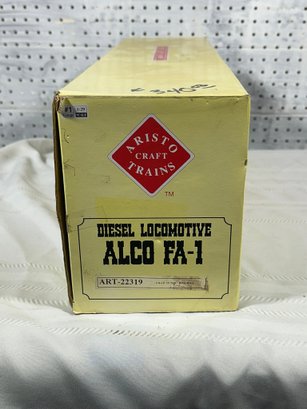 ARISTO
CRAFT
TRAINS
TM
DIESEL LOCOMOTIVE
ALCO FA-1
ART-22319